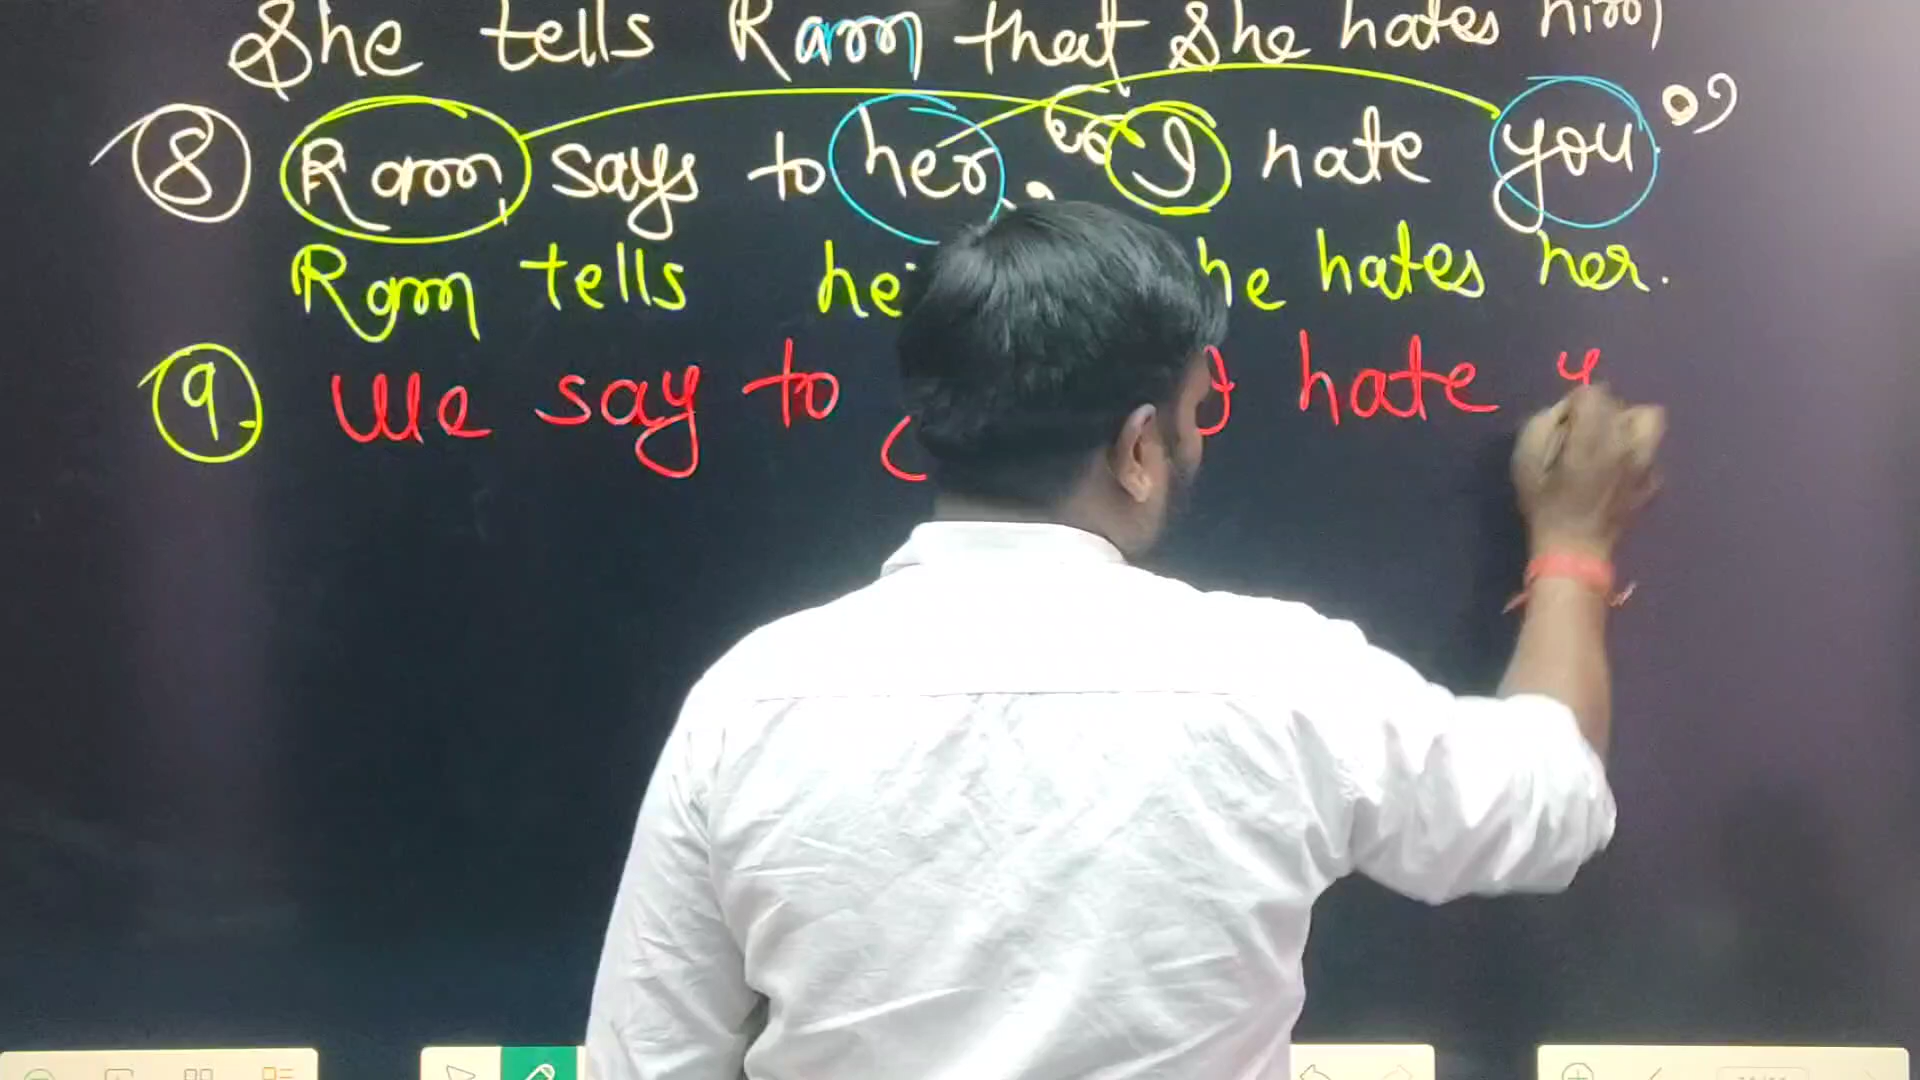 She tells Ram that she hates him
8 Ram says to her, "I hate you."
Ram tells he hates her.
9. We say to I hate